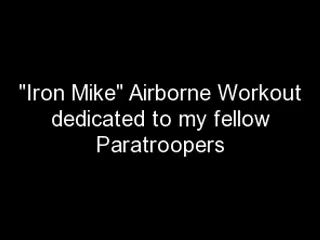 "Iron Mike" Airborne Workout
dedicated to my fellow
Paratroopers